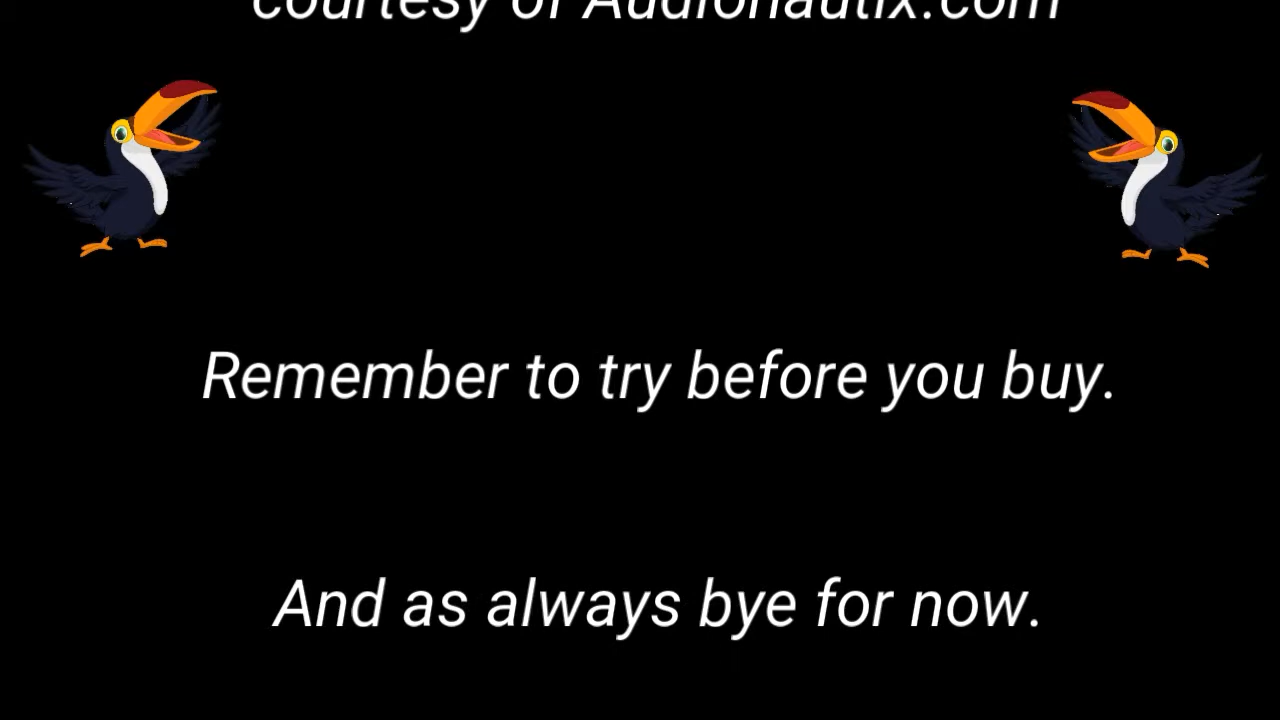 courtesy of Audionautix.com
Remember to try before you buy.
And as always bye for now.